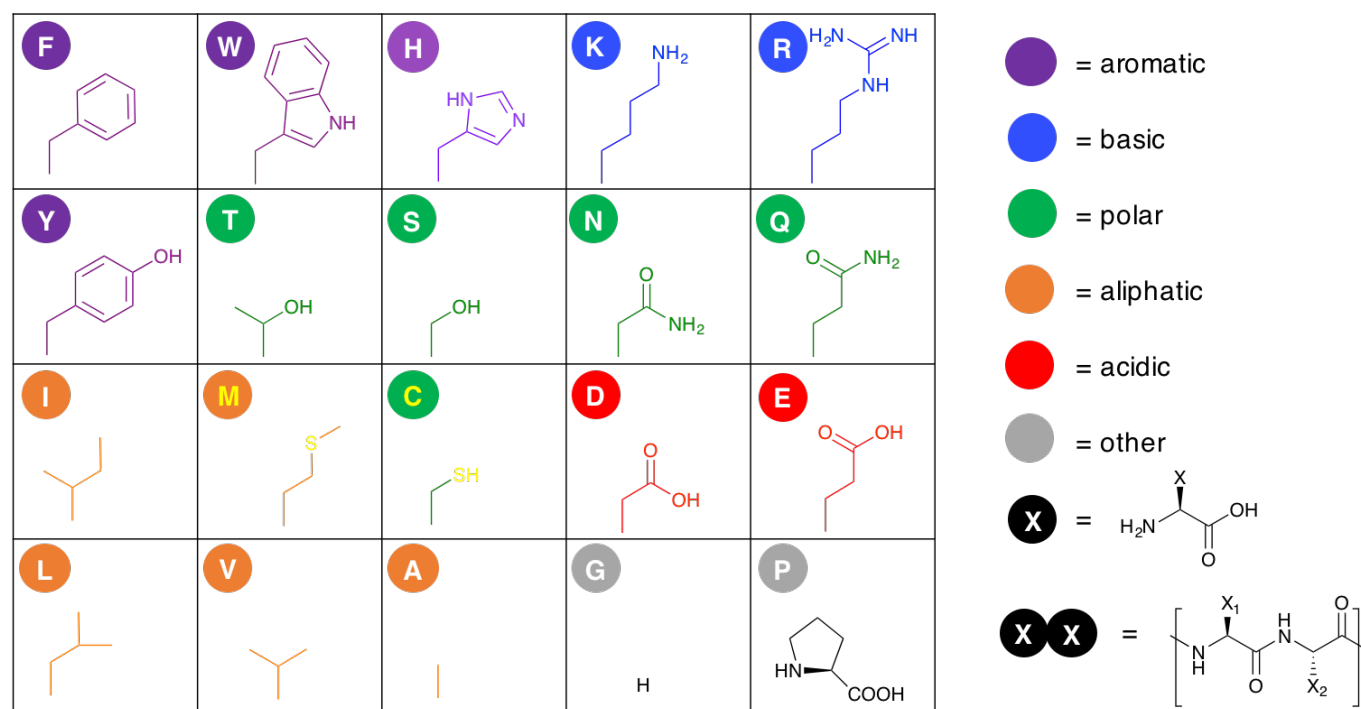 F W H K R
H₂N NH
NH₂
HN NH
NH N
= aromatic
= basic
Y T S N Q
OH O NH₂
O
OH OH NH₂
= polar
= aliphatic
I M C D E
S O OH
O
SH
OH
= acidic
= other
X
X = H₂N OH
O
L V A G P
H
HN
COOH
X X = X₁ H O
N
N
H
O X₂